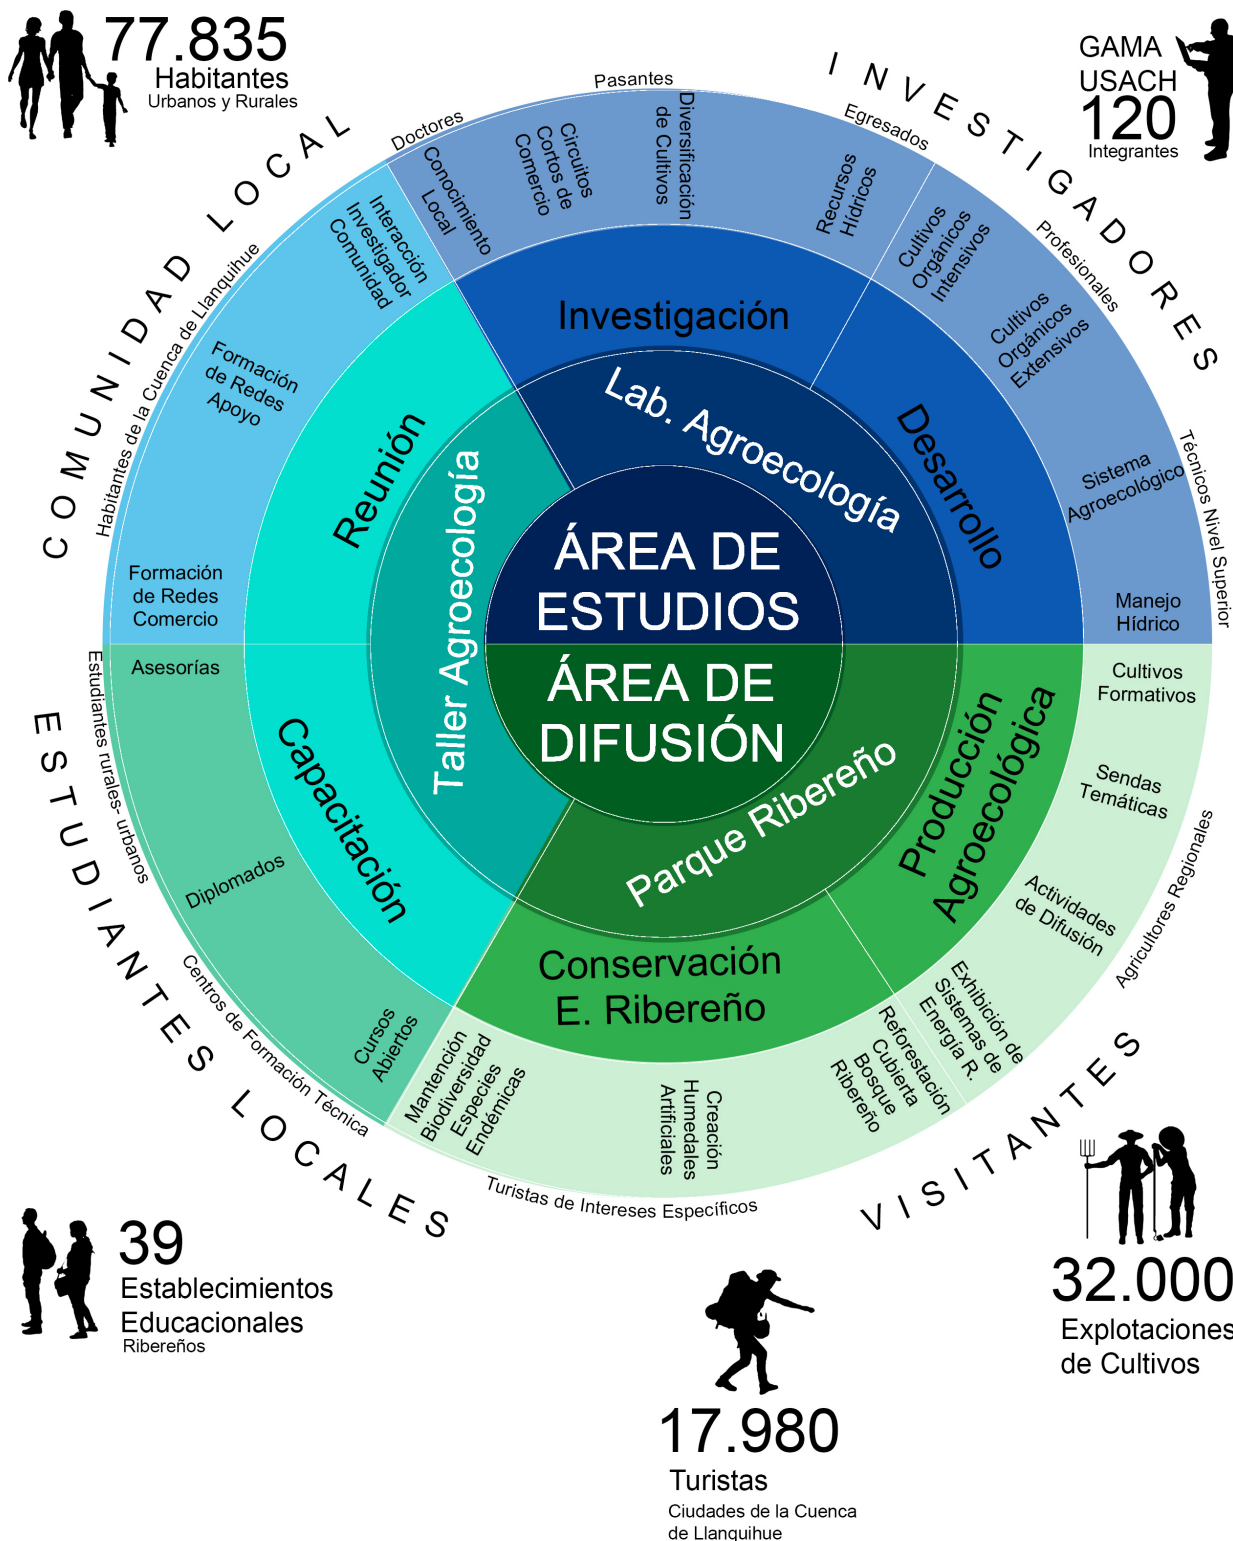 77.835
Habitantes
Urbanos y Rurales
GAMA
USACH
120
Integrantes
COMUNIDAD LOCAL
INVESTIGADORES
Habitantes de la Cuenca de Llanquihue
Doctores
Pasantes
Egresados
Profesionales
Técnicos Nivel Superior
Interacción
Investigador
Comunidad
Formación
de Redes
Apoyo
Formación
de Redes
Comercio
Conocimiento
Local
Circuitos
Cortos de
Comercio
Diversificación
de Cultivos
Recursos
Hídricos
Cultivos
Orgánicos
Intensivos
Cultivos
Orgánicos
Extensivos
Sistema
Agroecológico
Manejo
Hídrico
Reunión
Investigación
Desarrollo
Taller Agroecología
Lab. Agroecología
ÁREA DE
ESTUDIOS
ÁREA DE
DIFUSIÓN
Parque Ribereño
Capacitación
Conservación
E. Ribereño
Producción
Agroecológica
Asesorías
Diplomados
Cursos
Abiertos
Mantención
Biodiversidad
Especies
Endémicas
Creación
Humedales
Artificiales
Reforestación
Cubierta
Bosque
Ribereño
Exhibición de
Sistemas de
Energía R.
Actividades
de Difusión
Sendas
Temáticas
Cultivos
Formativos
Estudiantes rurales- urbanos
Centros de Formación Técnica
Turistas de Intereses Específicos
Agricultores Regionales
ESTUDIANTES LOCALES
VISITANTES
39
Establecimientos
Educacionales
Ribereños
17.980
Turistas
Ciudades de la Cuenca
de Llanquihue
32.000
Explotaciones
de Cultivos